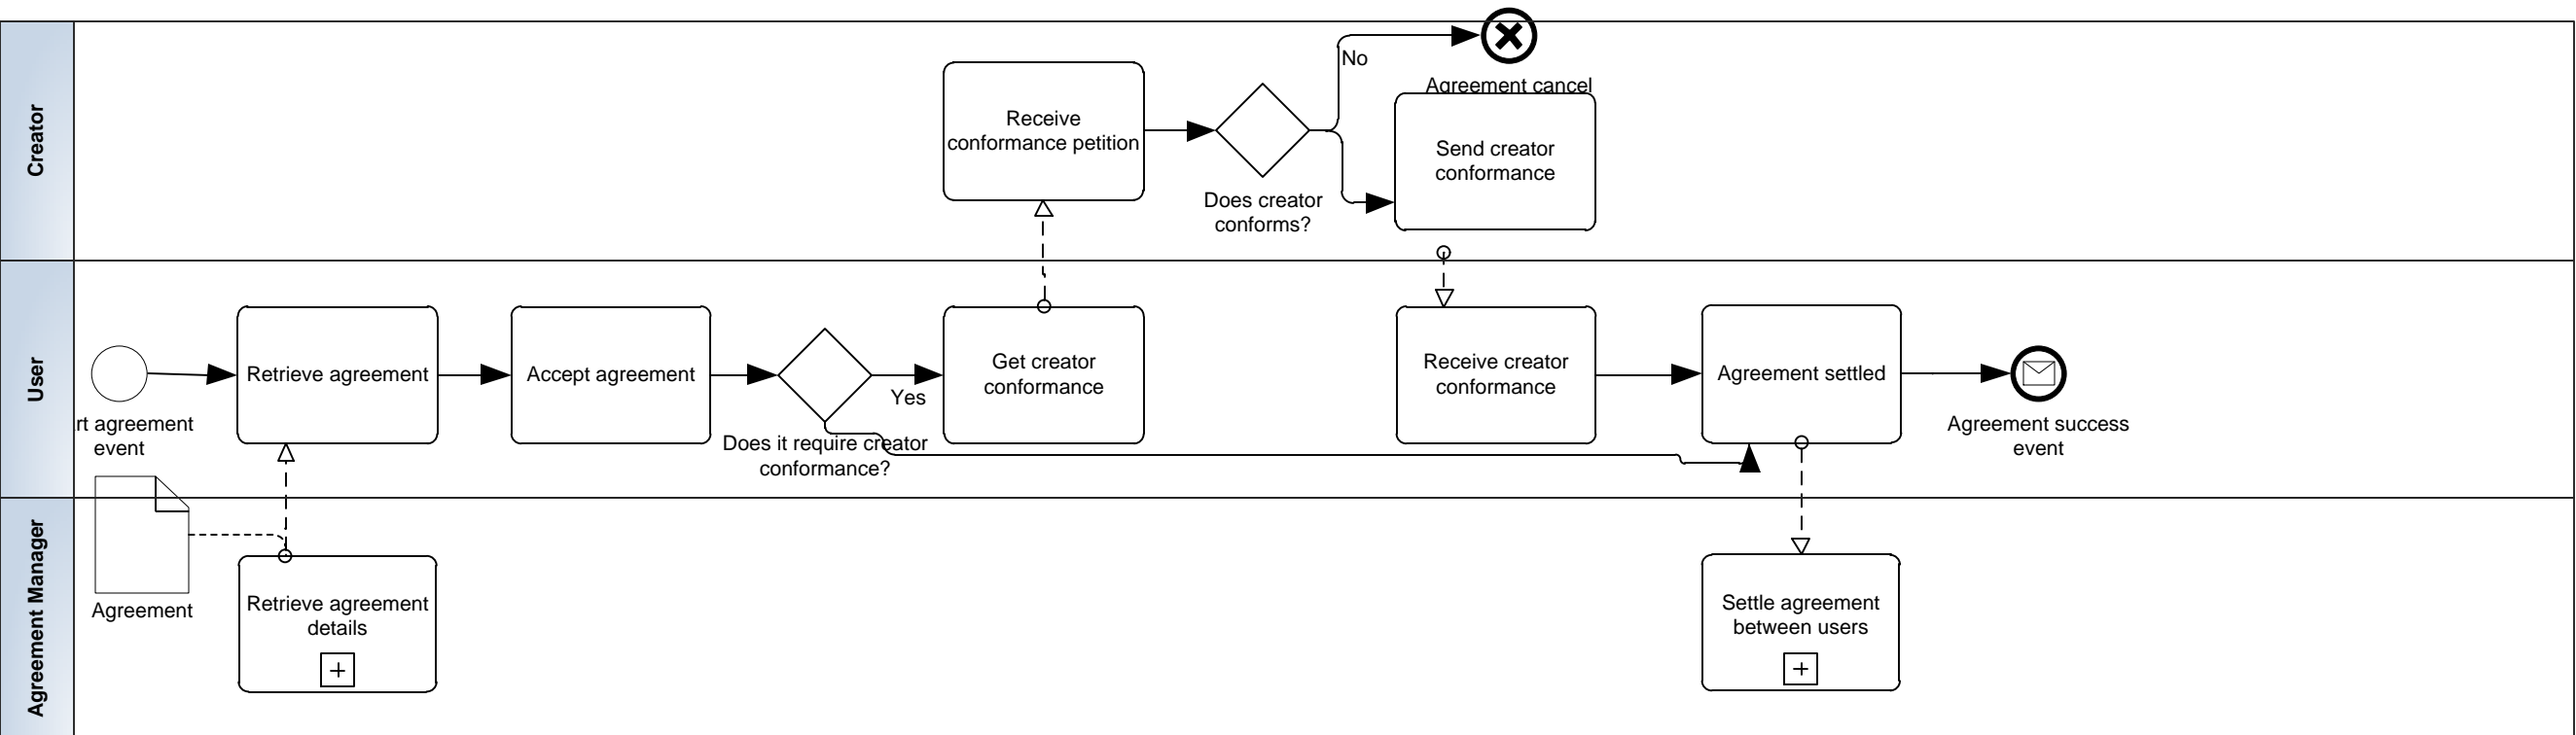 Creator
No
Agreement cancel
Receive
conformance petition
Send creator
conformance
Does creator
conforms?
User
Retrieve agreement
Accept agreement
Yes
Get creator
conformance
Receive creator
conformance
Agreement settled
rt agreement
event
Does it require creator
conformance?
Agreement success
event
Agreement Manager
Agreement
Retrieve agreement
details
Settle agreement
between users